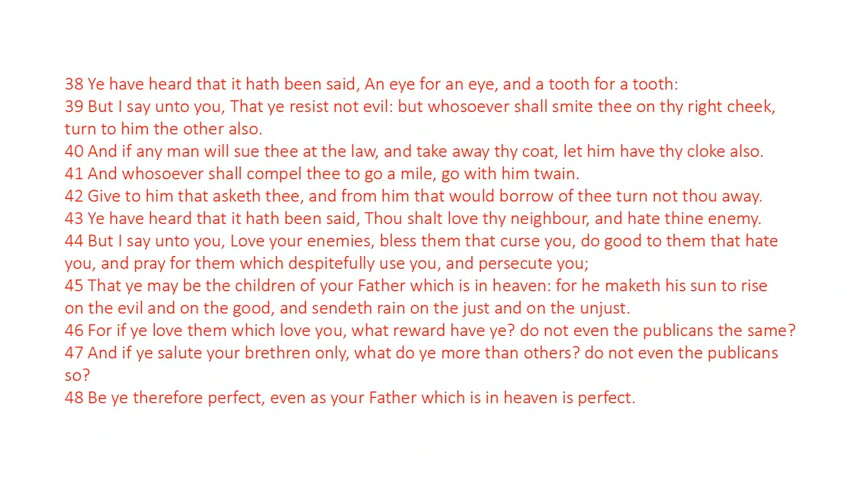 38 Ye have heard that it hath been said, An eye for an eye, and a tooth for a tooth:
39 But I say unto you, That ye resist not evil: but whosoever shall smite thee on thy right cheek,
turn to him the other also.
40 And if any man will sue thee at the law, and take away thy coat, let him have thy cloke also.
41 And whosoever shall compel thee to go a mile, go with him twain.
42 Give to him that asketh thee, and from him that would borrow of thee turn not thou away.
43 Ye have heard that it hath been said, Thou shalt love thy neighbour, and hate thine enemy.
44 But I say unto you, Love your enemies, bless them that curse you, do good to them that hate
you, and pray for them which despitefully use you, and persecute you;
45 That ye may be the children of your Father which is in heaven: for he maketh his sun to rise
on the evil and on the good, and sendeth rain on the just and on the unjust.
46 For if ye love them which love you, what reward have ye? do not even the publicans the same?
47 And if ye salute your brethren only, what do ye more than others? do not even the publicans
so?
48 Be ye therefore perfect, even as your Father which is in heaven is perfect.